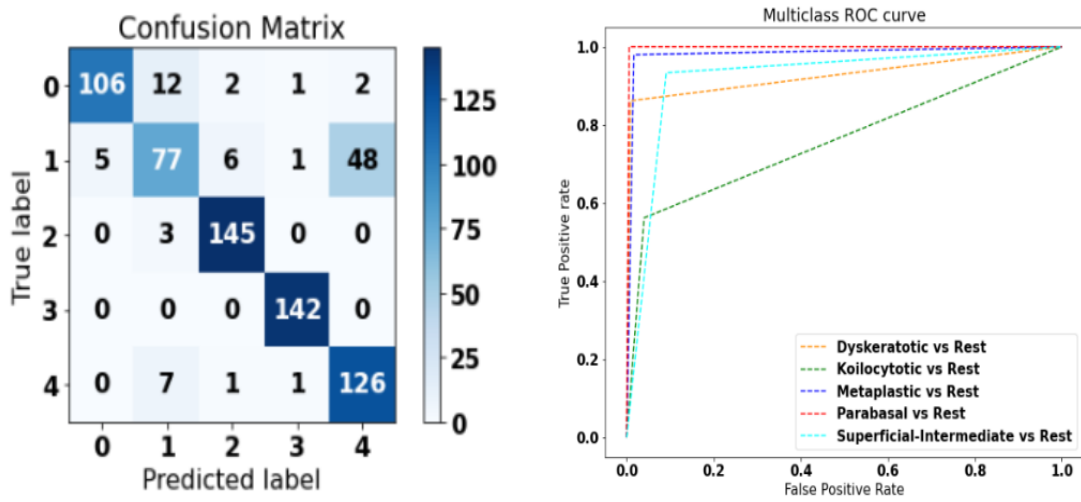 Confusion Matrix
True label
0 106 12 2 1 2
1 5 77 6 1 48
2 0 3 145 0 0
3 0 0 0 142 0
4 0 7 1 1 126
0 1 2 3 4
Predicted label
125
100
75
50
25
0
Multiclass ROC curve
True Positive rate
1.0
0.8
0.6
0.4
0.2
0.0
Dyskeratotic vs Rest
Koilocytotic vs Rest
Metaplastic vs Rest
Parabasal vs Rest
Superficial-Intermediate vs Rest
0.0 0.2 0.4 0.6 0.8 1.0
False Positive Rate